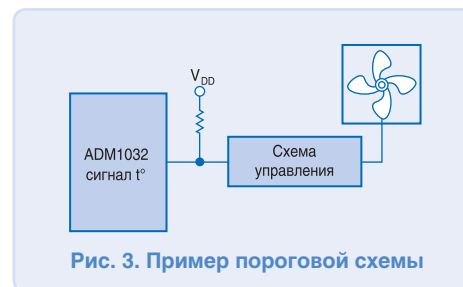 V_DD
ADM1032
сигнал t°
Схема
управления
Рис. 3. Пример пороговой схемы